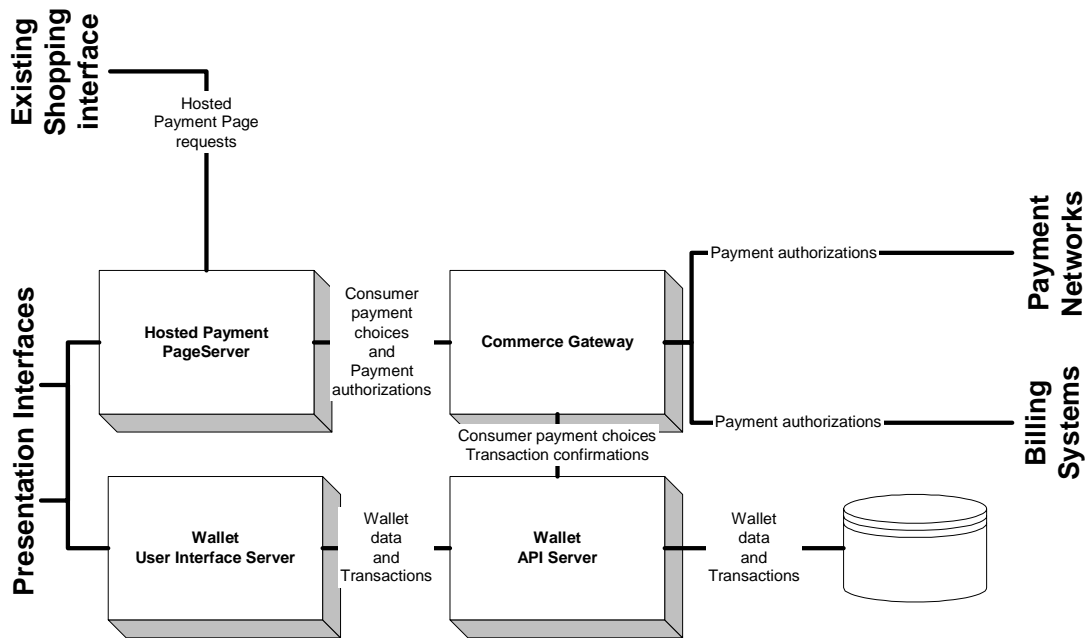 Existing
Shopping
interface
Hosted
Payment Page
requests
Payment
Networks
Payment authorizations
Presentation Interfaces
Hosted Payment
PageServer
Consumer
payment
choices
and
Payment
authorizations
Commerce Gateway
Payment authorizations
Billing
Systems
Consumer payment choices
Transaction confirmations
Wallet
User Interface Server
Wallet
data
and
Transactions
Wallet
API Server
Wallet
data
and
Transactions